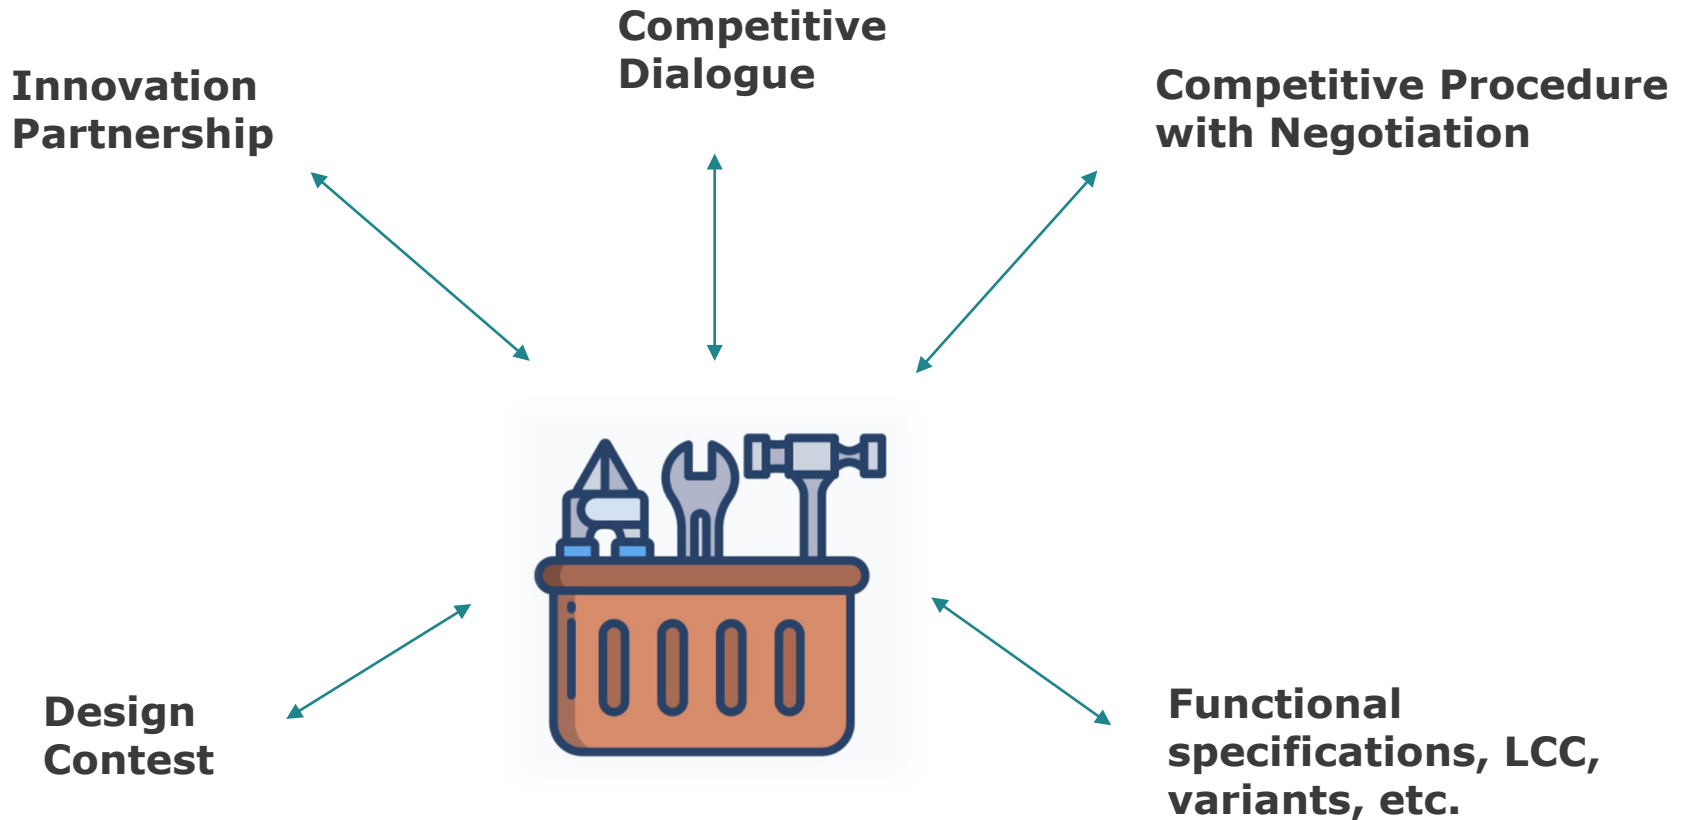 Competitive
Dialogue
Innovation
Partnership
Competitive Procedure
with Negotiation
Design
Contest
Functional
specifications, LCC,
variants, etc.